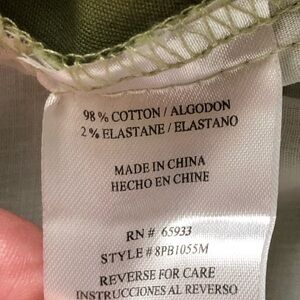 98 % COTTON / ALGODON
2 % ELASTANE / ELASTANO
MADE IN CHINA
HECHO EN CHINE
RN # 65933
STYLE # 8PB1055M
REVERSE FOR CARE
INSTRUCCIONES AL REVERSO